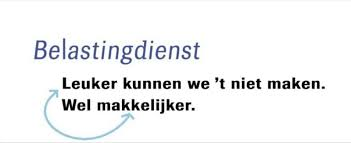 Belastingdienst
Leuker kunnen we 't niet maken.
Wel makkelijker.